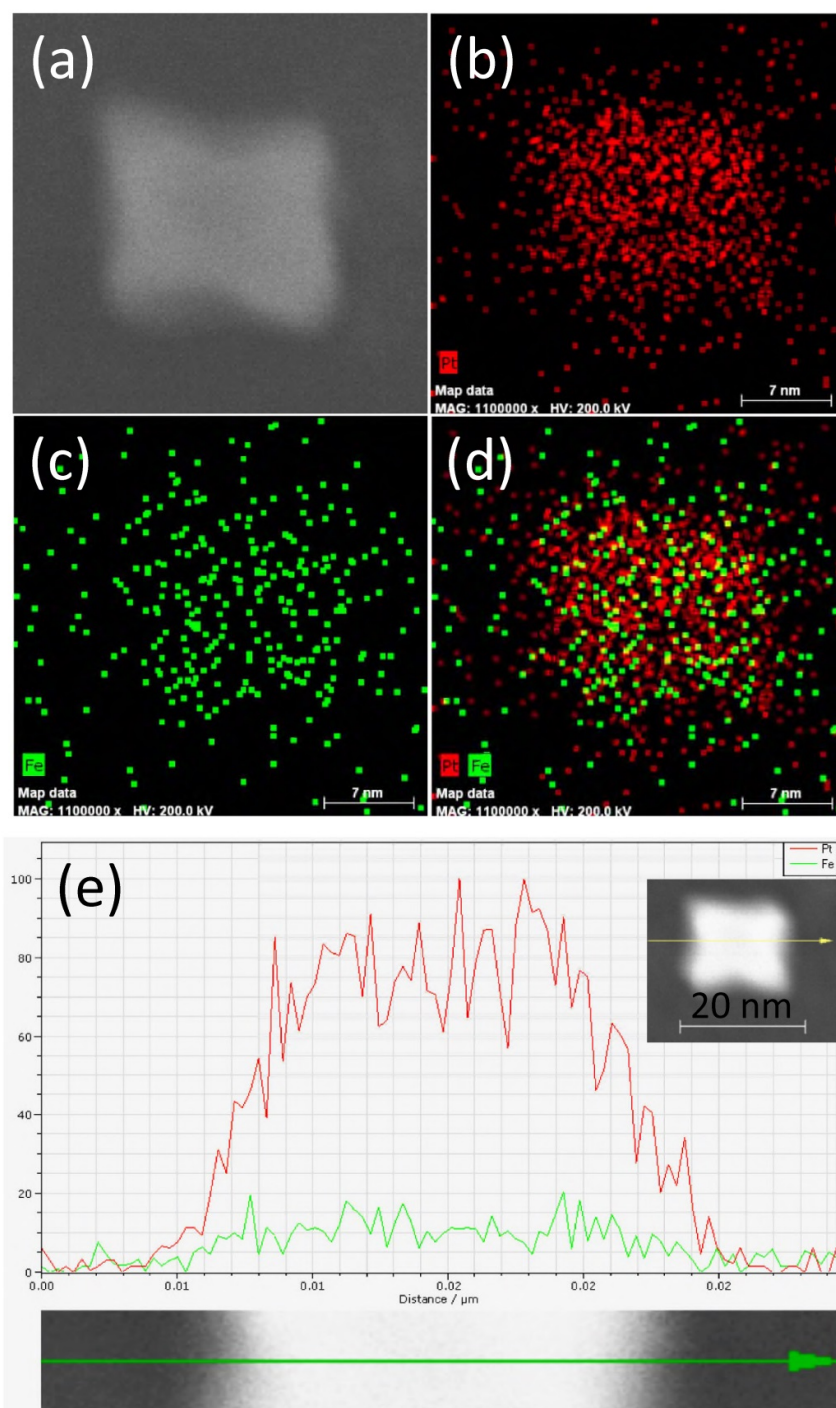 (a)
(b)
Pt
Map data
7 nm
MAG: 1100000 x HV: 200.0 kV
(c)
Fe
Map data
7 nm
MAG: 1100000 x HV: 200.0 kV
(d)
Pt Fe
Map data
7 nm
MAG: 1100000 x HV: 200.0 kV
(e)
Pt
Fe
20 nm
100
80
60
40
20
0
0.00 0.01 0.01 0.02 0.02 0.02
Distance / µm